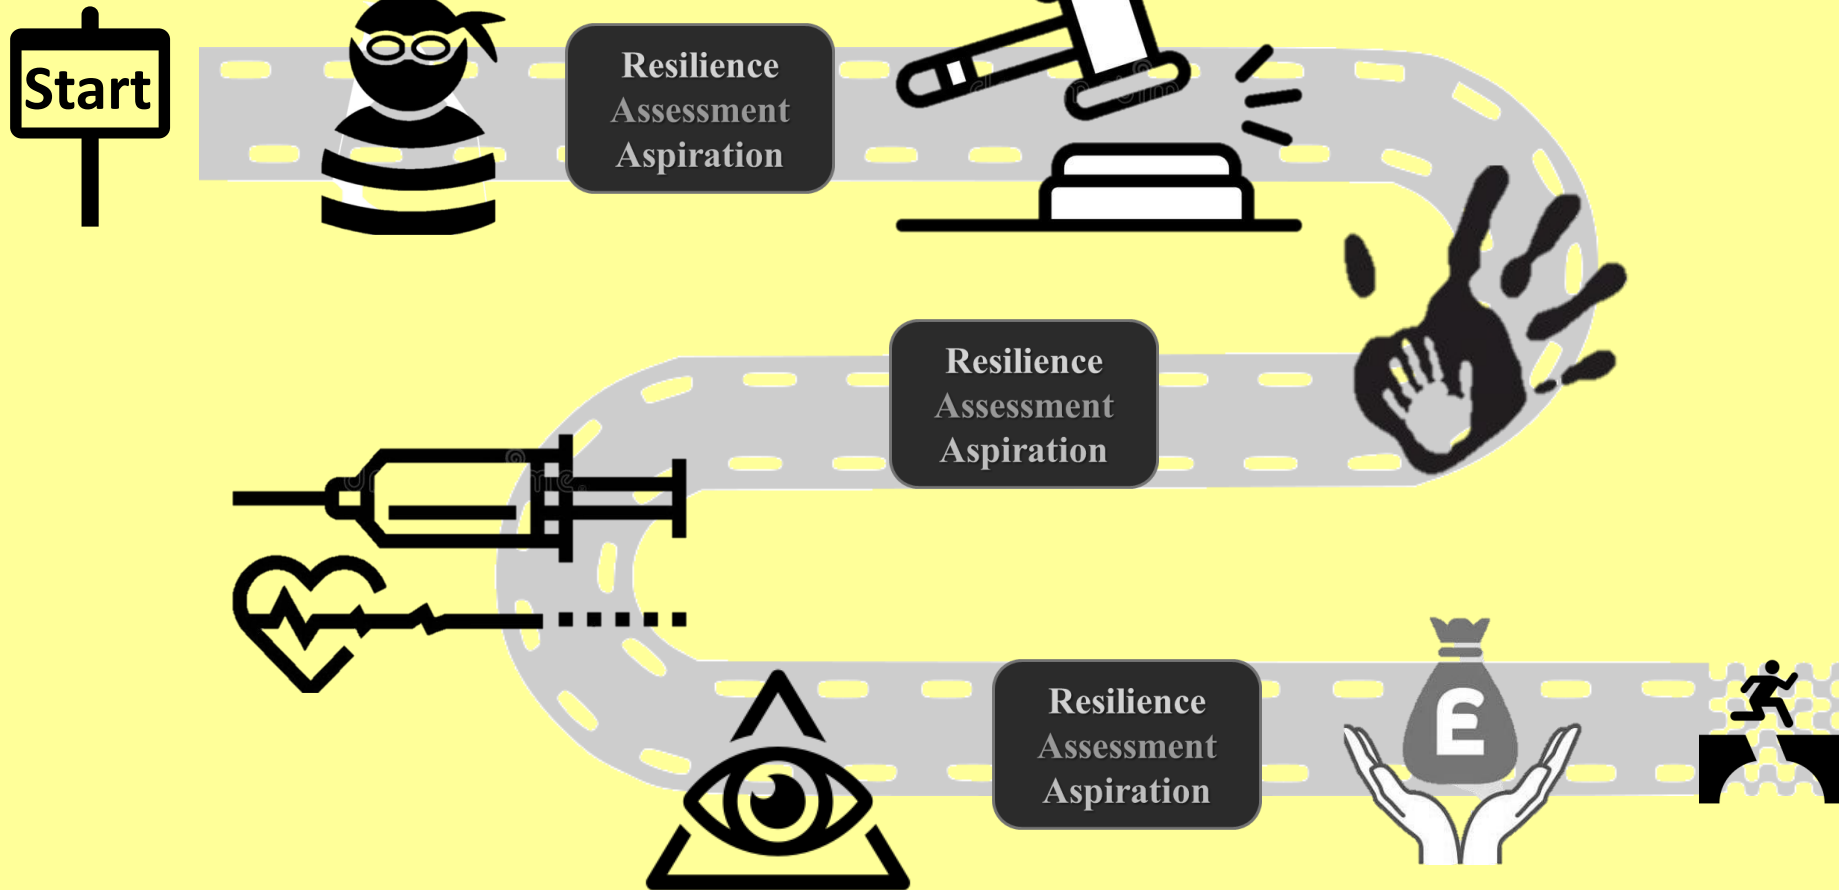 Start
Resilience
Assessment
Aspiration
Resilience
Assessment
Aspiration
Resilience
Assessment
Aspiration
£